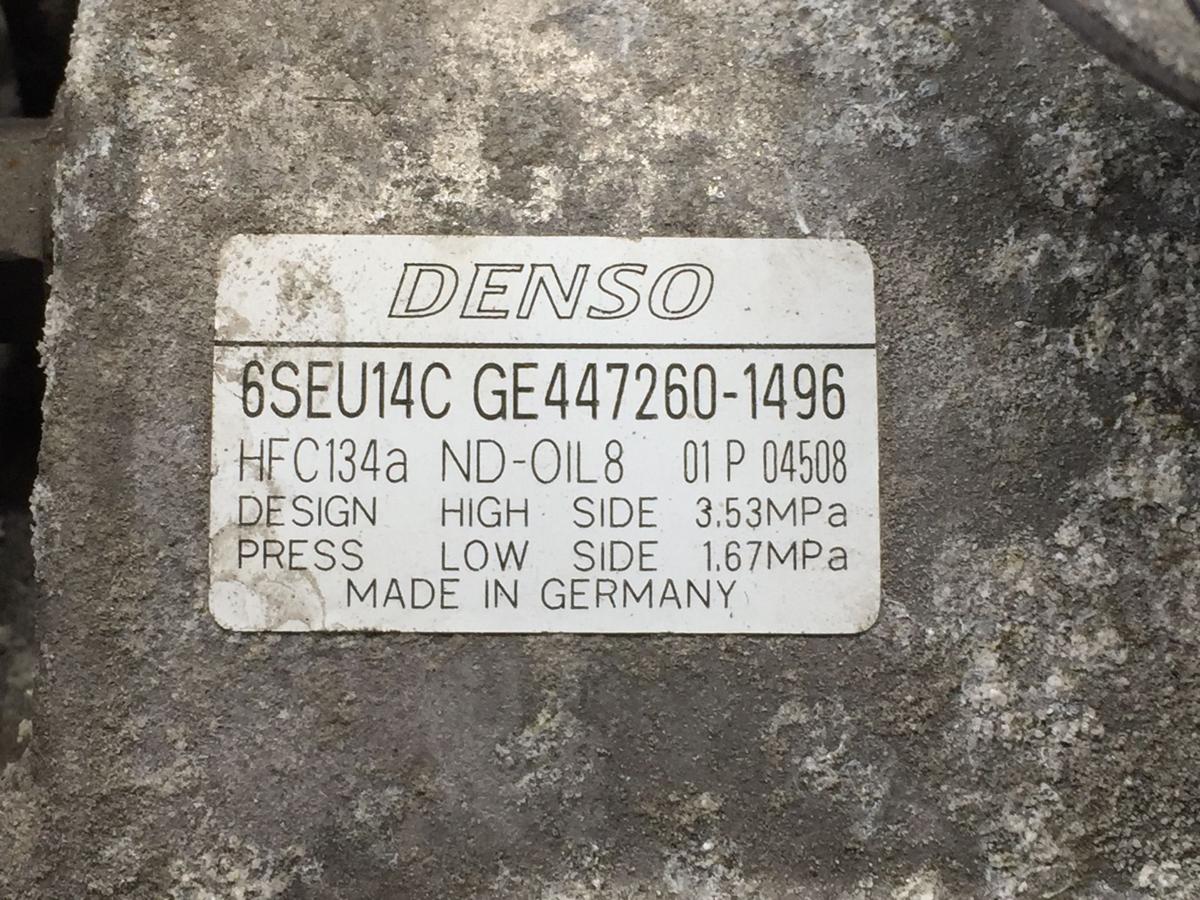 DENSO
6SEU14C GE447260-1496
HFC134a ND-OIL8 01 P 04508
DESIGN HIGH SIDE 3.53MPa
PRESS LOW SIDE 1.67MPa
MADE IN GERMANY